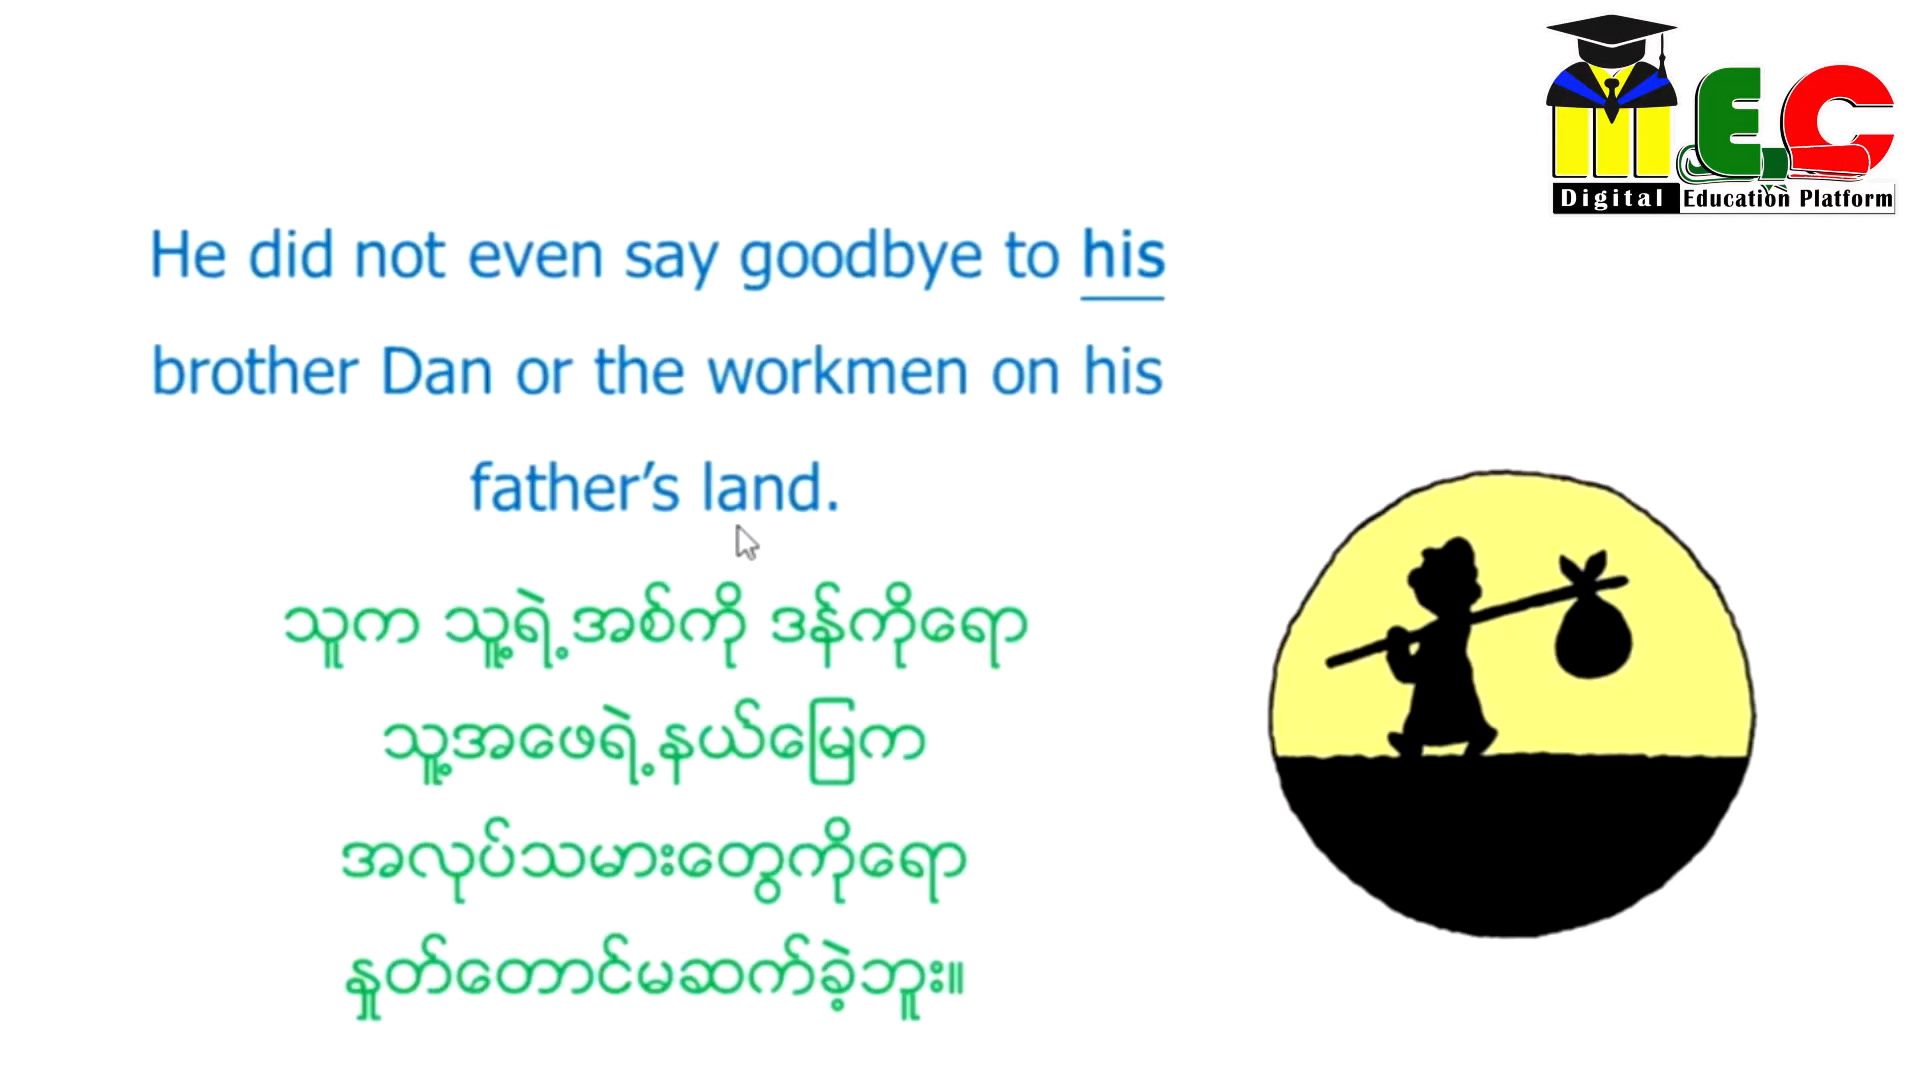 MEC
Digital Education Platform
He did not even say goodbye to his
brother Dan or the workmen on his
father’s land.
သူက သူ့ရဲ့အစ်ကို ဒန်ကိုရော
သူ့အဖေရဲ့နယ်မြေက
အလုပ်သမားတွေကိုရော
နှုတ်တောင်မဆက်ခဲ့ဘူး။